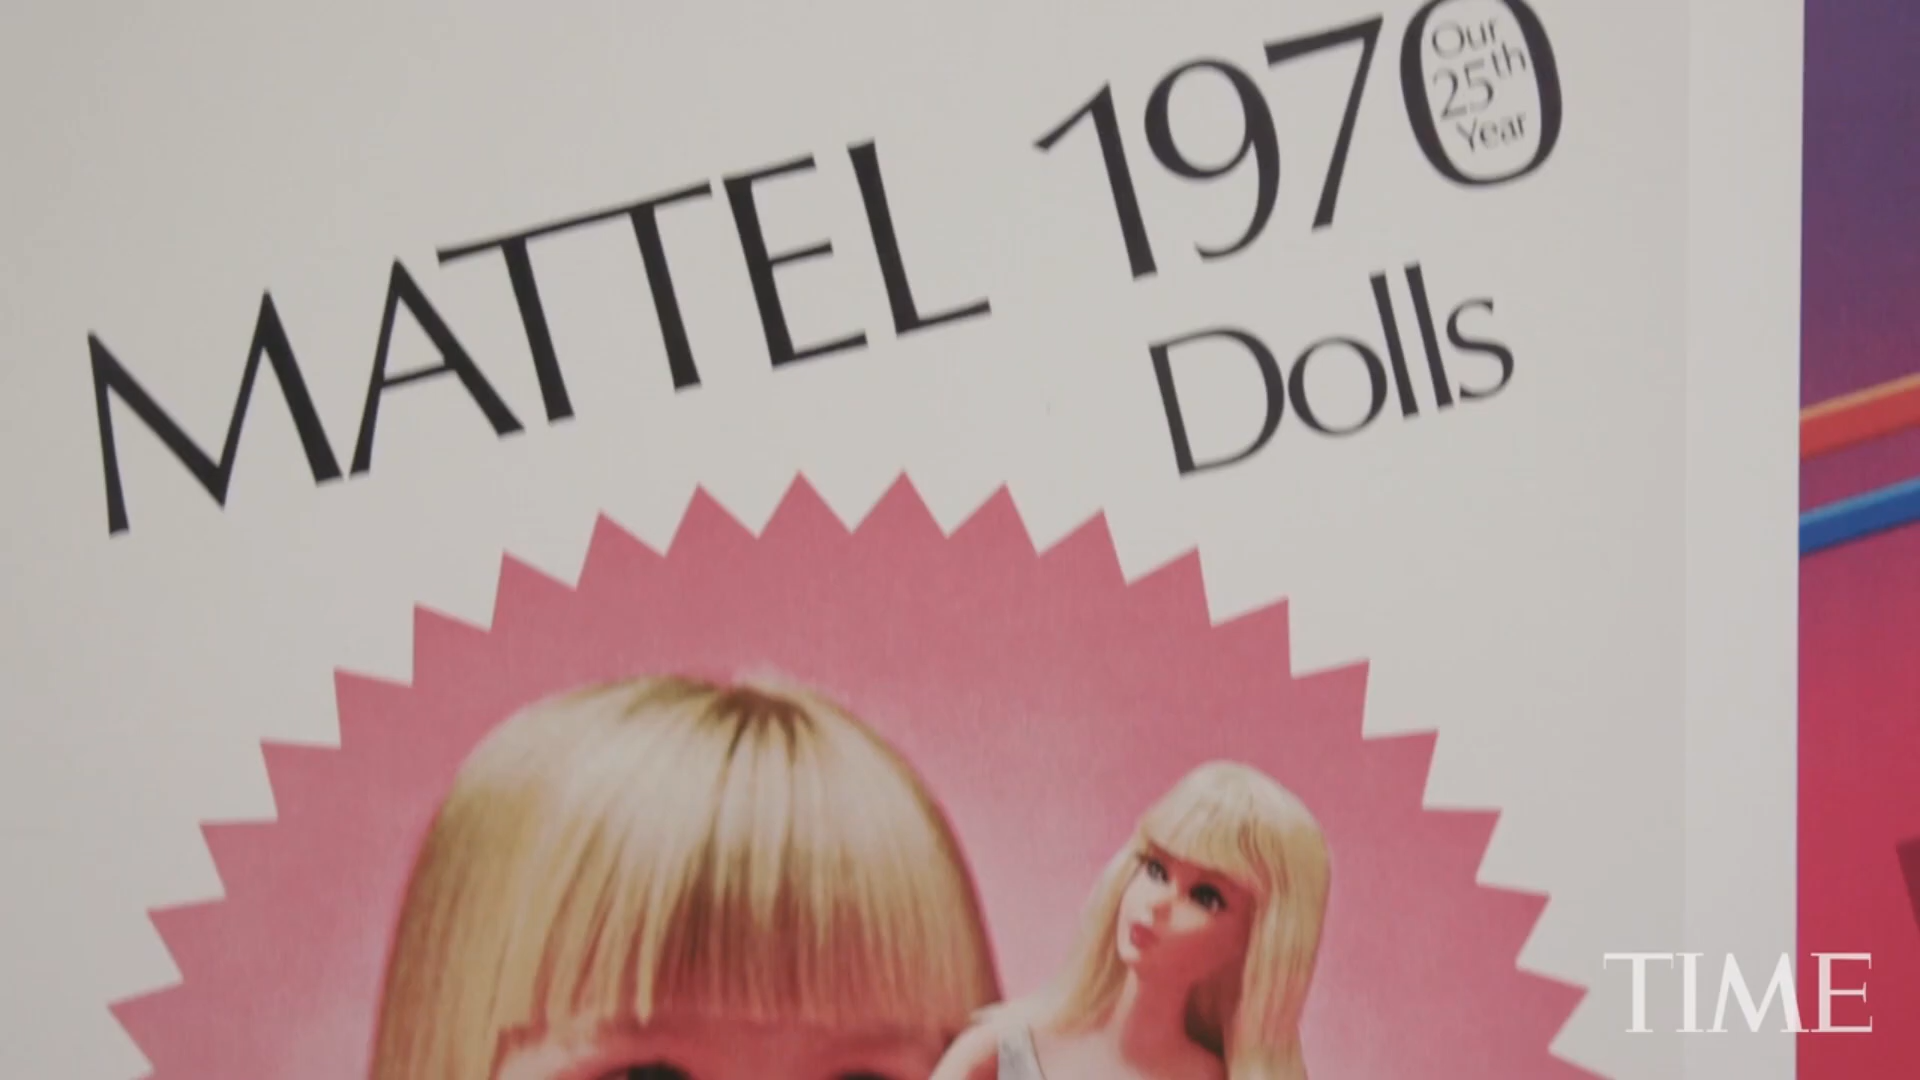 MATTEL 1970
Our
25th
Year
Dolls
TIME